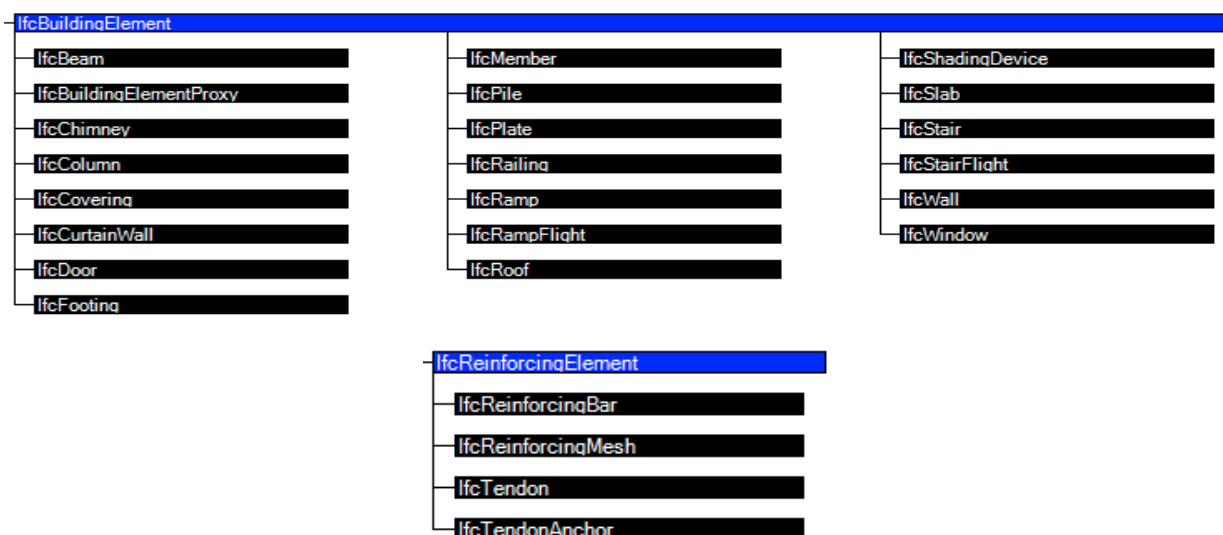 IfcBuildingElement
IfcBeam
IfcBuildingElementProxy
IfcChimney
IfcColumn
IfcCovering
IfcCurtainWall
IfcDoor
IfcFooting
IfcMember
IfcPile
IfcPlate
IfcRailing
IfcRamp
IfcRampFlight
IfcRoof
IfcShadingDevice
IfcSlab
IfcStair
IfcStairFlight
IfcWall
IfcWindow
IfcReinforcingElement
IfcReinforcingBar
IfcReinforcingMesh
IfcTendon
IfcTendonAnchor